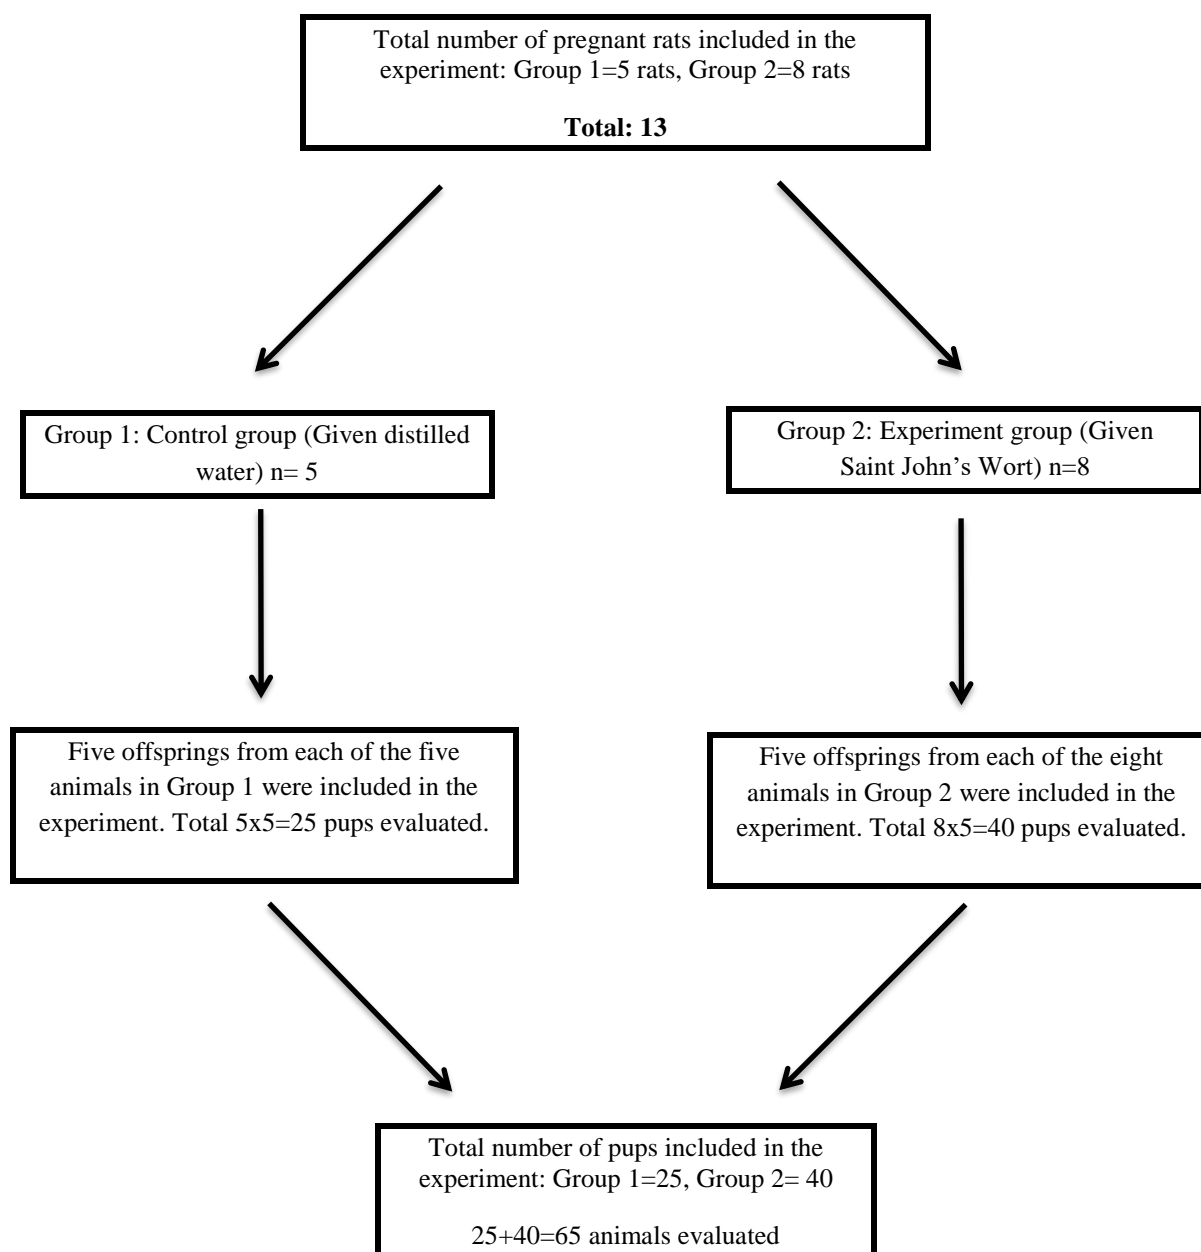 Total number of pregnant rats included in the
experiment: Group 1=5 rats, Group 2=8 rats
Total: 13
Group 1: Control group (Given distilled
water) n= 5
Group 2: Experiment group (Given
Saint John’s Wort) n=8
Five offsprings from each of the five
animals in Group 1 were included in the
experiment. Total 5x5=25 pups evaluated.
Five offsprings from each of the eight
animals in Group 2 were included in the
experiment. Total 8x5=40 pups evaluated.
Total number of pups included in the
experiment: Group 1=25, Group 2= 40
25+40=65 animals evaluated